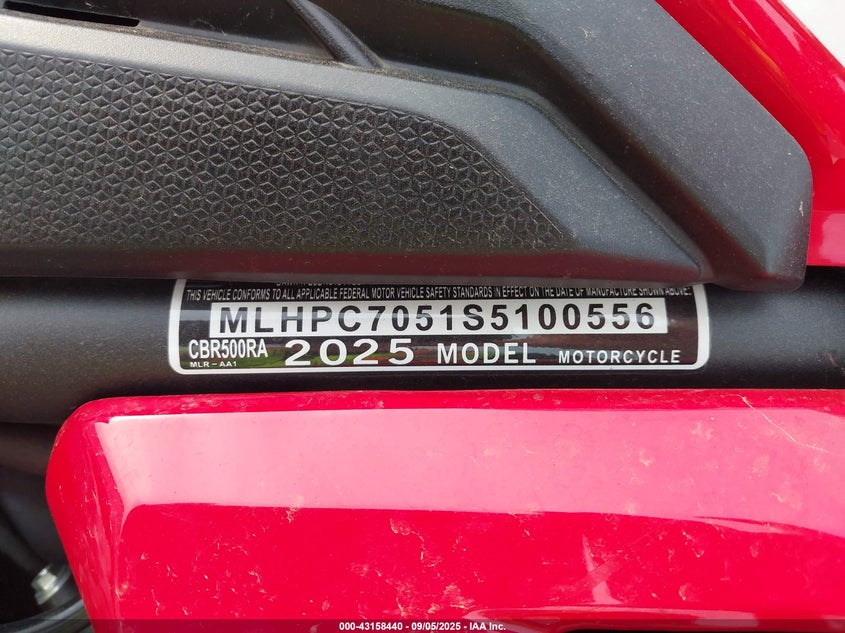 THIS VEHICLE CONFORMS TO ALL APPLICABLE FEDERAL MOTOR VEHICLE SAFETY STANDARDS IN EFFECT ON THE DATE OF MANUFACTURE SHOWN ABOVE.
MLHPC7051S5100556
CBR500RA 2025 MODEL MOTORCYCLE
MLR-AA1
000-43158440 - 09/05/2025 - IAA Inc.